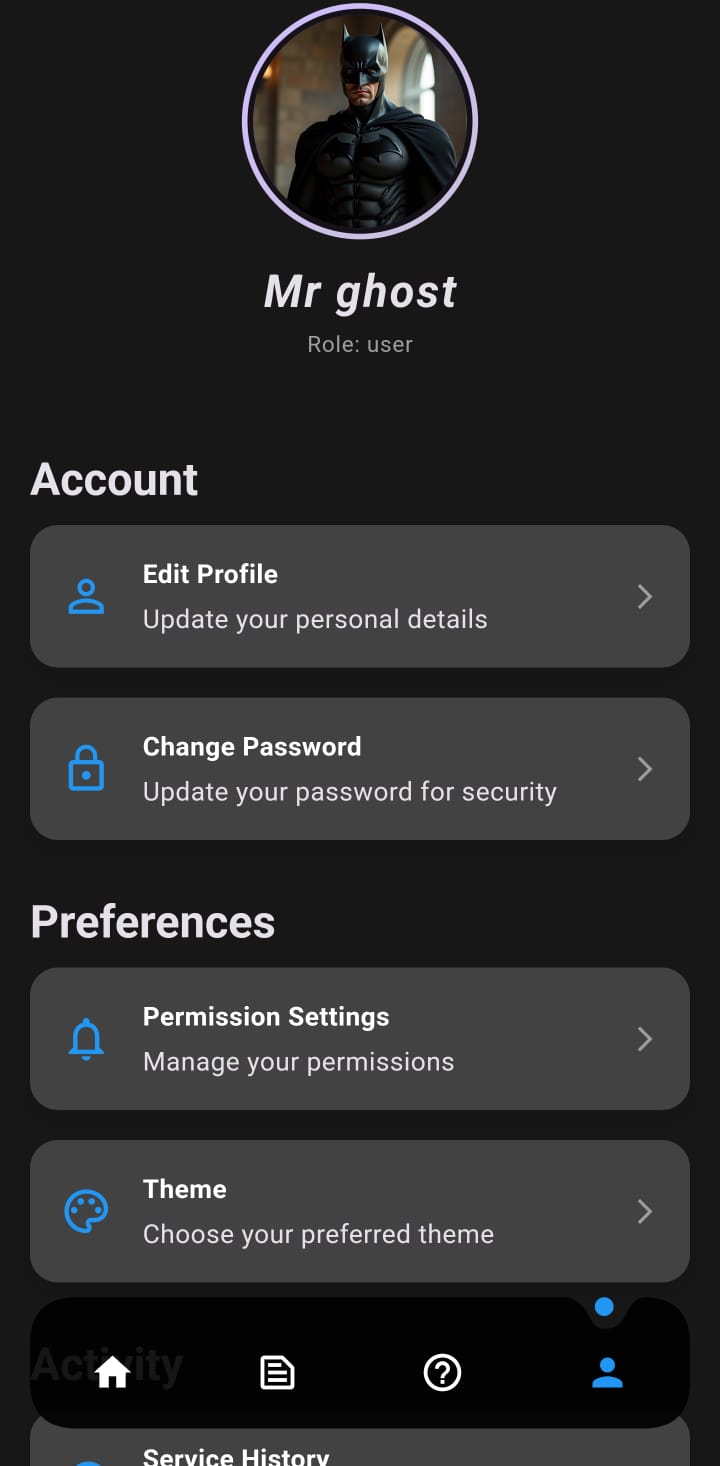 Mr ghost
Role: user
Account
Edit Profile
Update your personal details
Change Password
Update your password for security
Preferences
Permission Settings
Manage your permissions
Theme
Choose your preferred theme
Activity
Service History